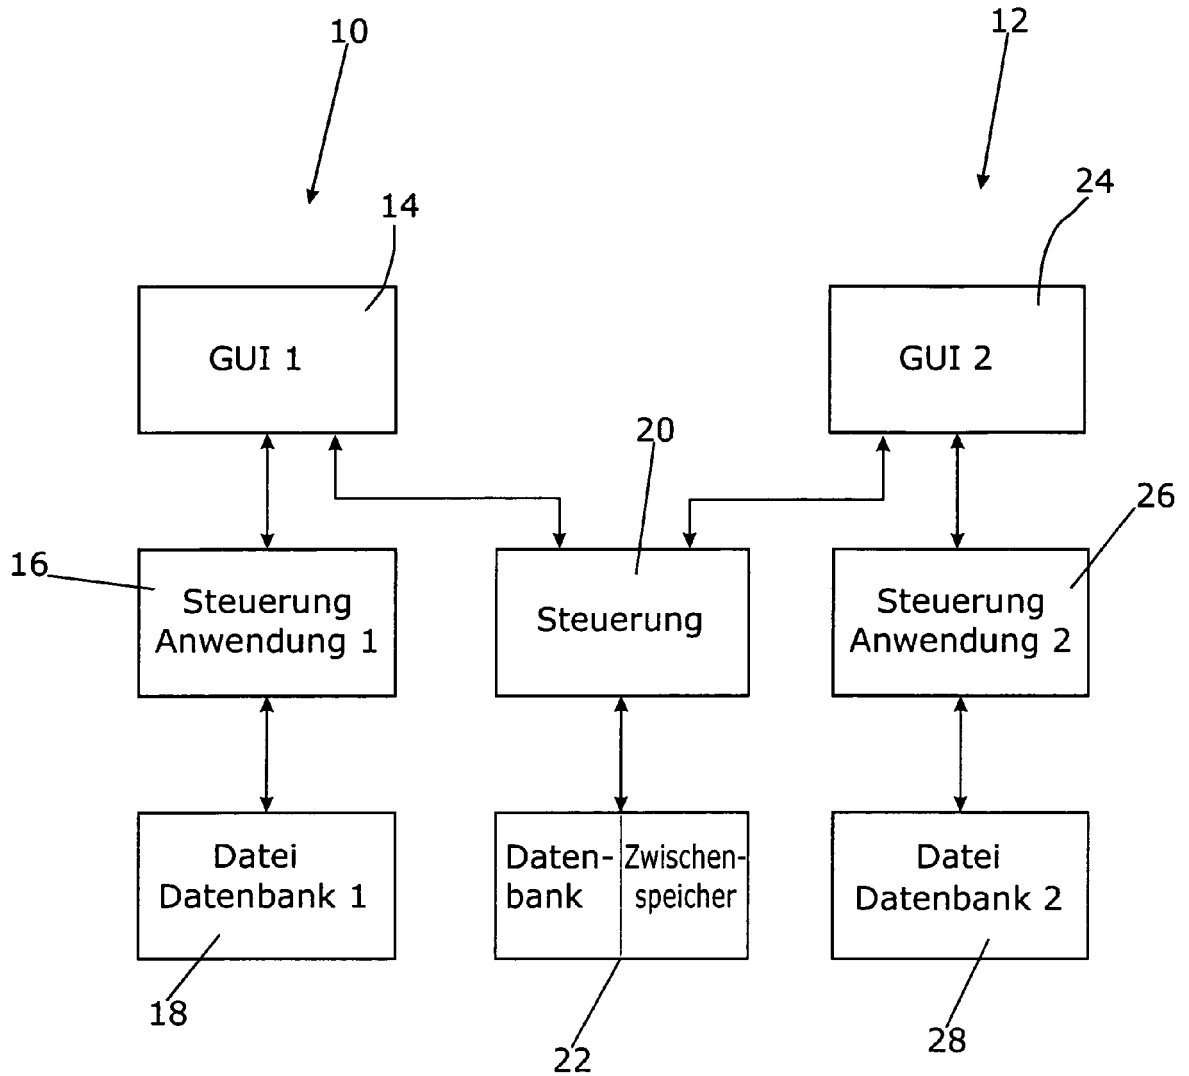 10
12
14
24
GUI 1
GUI 2
20
26
16
Steuerung
Anwendung 1
Steuerung
Steuerung
Anwendung 2
Datei
Datenbank 1
Daten-
bank
Zwischen-
speicher
Datei
Datenbank 2
18
22
28